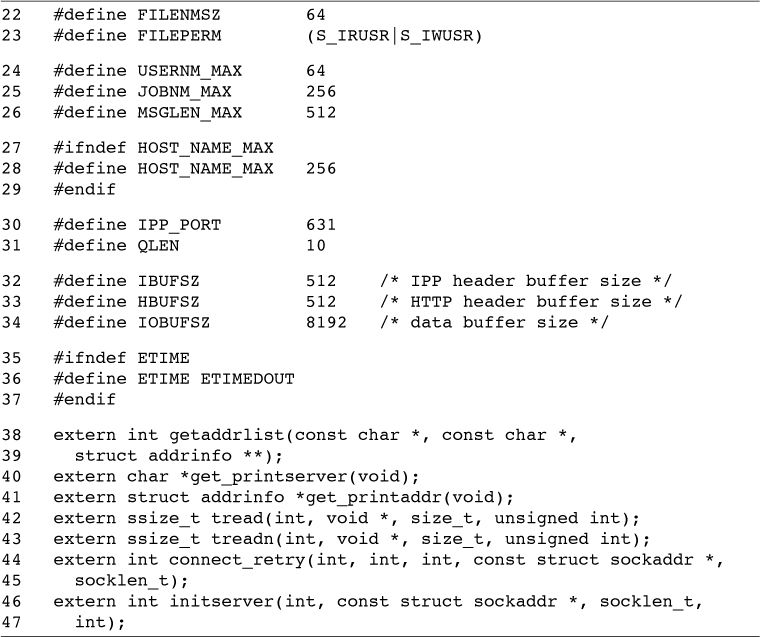 22 #define FILENMSZ 64
23 #define FILEPERM (S_IRUSR|S_IWUSR)
24 #define USERNM_MAX 64
25 #define JOBNM_MAX 256
26 #define MSGLEN_MAX 512
27 #ifndef HOST_NAME_MAX
28 #define HOST_NAME_MAX 256
29 #endif
30 #define IPP_PORT 631
31 #define QLEN 10
32 #define IBUFSZ 512 /* IPP header buffer size */
33 #define HBUFSZ 512 /* HTTP header buffer size */
34 #define IOBUFSZ 8192 /* data buffer size */
35 #ifndef ETIME
36 #define ETIME ETIMEDOUT
37 #endif
38 extern int getaddrlist(const char *, const char *,
39 struct addrinfo **);
40 extern char *get_printserver(void);
41 extern struct addrinfo *get_printaddr(void);
42 extern ssize_t tread(int, void *, size_t, unsigned int);
43 extern ssize_t treadn(int, void *, size_t, unsigned int);
44 extern int connect_retry(int, int, int, const struct sockaddr *,
45 socklen_t);
46 extern int initserver(int, const struct sockaddr *, socklen_t,
47 int);